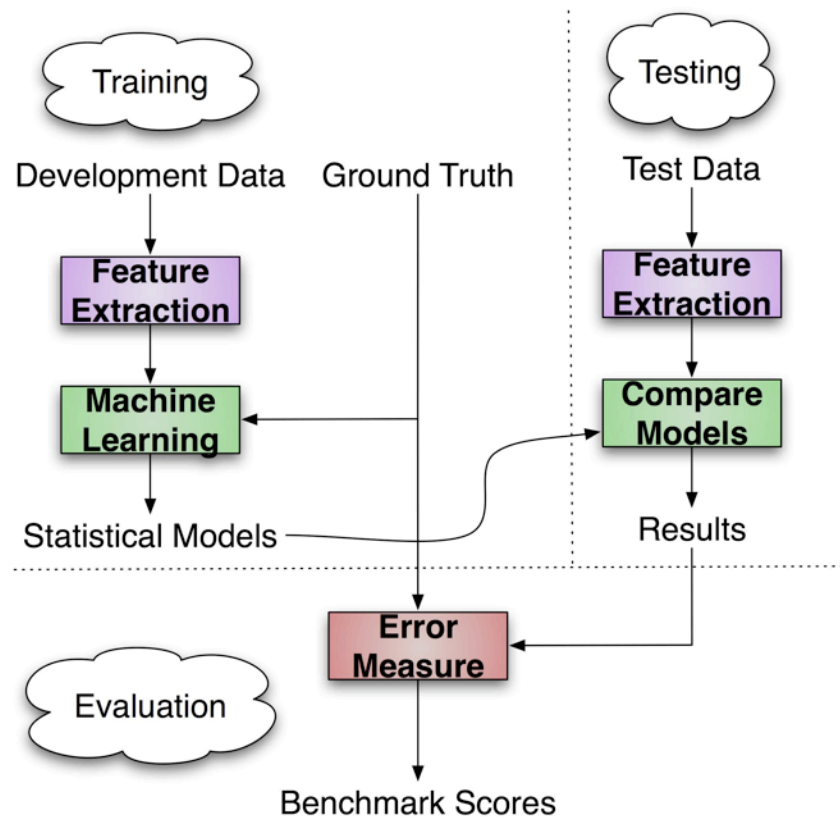 Training
Testing
Development Data
Ground Truth
Test Data
Feature
Extraction
Feature
Extraction
Machine
Learning
Compare
Models
Statistical Models
Results
Error
Measure
Evaluation
Benchmark Scores